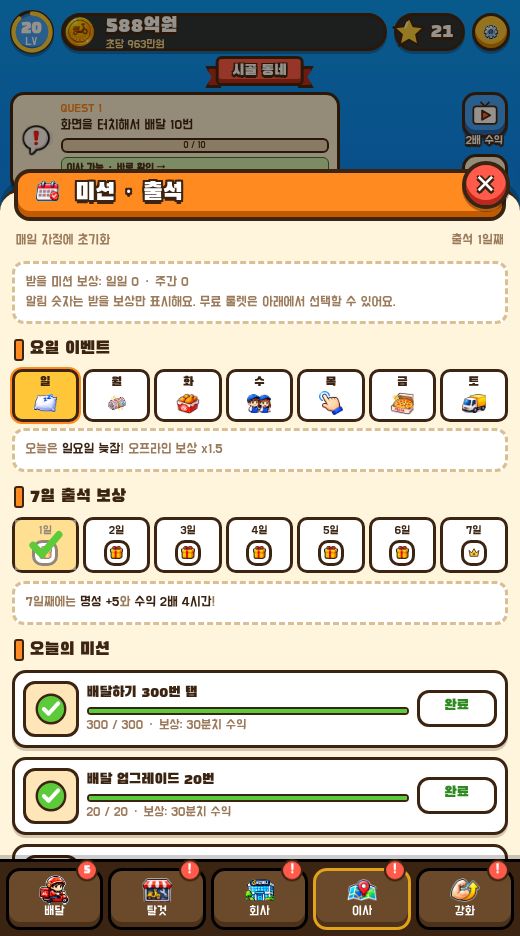 20
LV
588억원
초당 963만원
21
시골 동네
QUEST 1
화면을 터치해서 배달 10번
0 / 10
이사 가능 · 바로 확인 →
2배 수익
미션 · 출석
매일 자정에 초기화
출석 1일째
받을 미션 보상: 일일 0 · 주간 0
알림 숫자는 받을 보상만 표시해요. 무료 룰렛은 아래에서 선택할 수 있어요.
요일 이벤트
일
월
화
수
목
금
토
오늘은 일요일 늦잠! 오프라인 보상 x1.5
7일 출석 보상
1일
2일
3일
4일
5일
6일
7일
7일째에는 명성 +5와 수익 2배 4시간!
오늘의 미션
배달하기 300번 탭
300 / 300 · 보상: 30분치 수익
완료
배달 업그레이드 20번
20 / 20 · 보상: 30분치 수익
완료
5
!
!
!
!
배달
탈것
회사
이사
강화